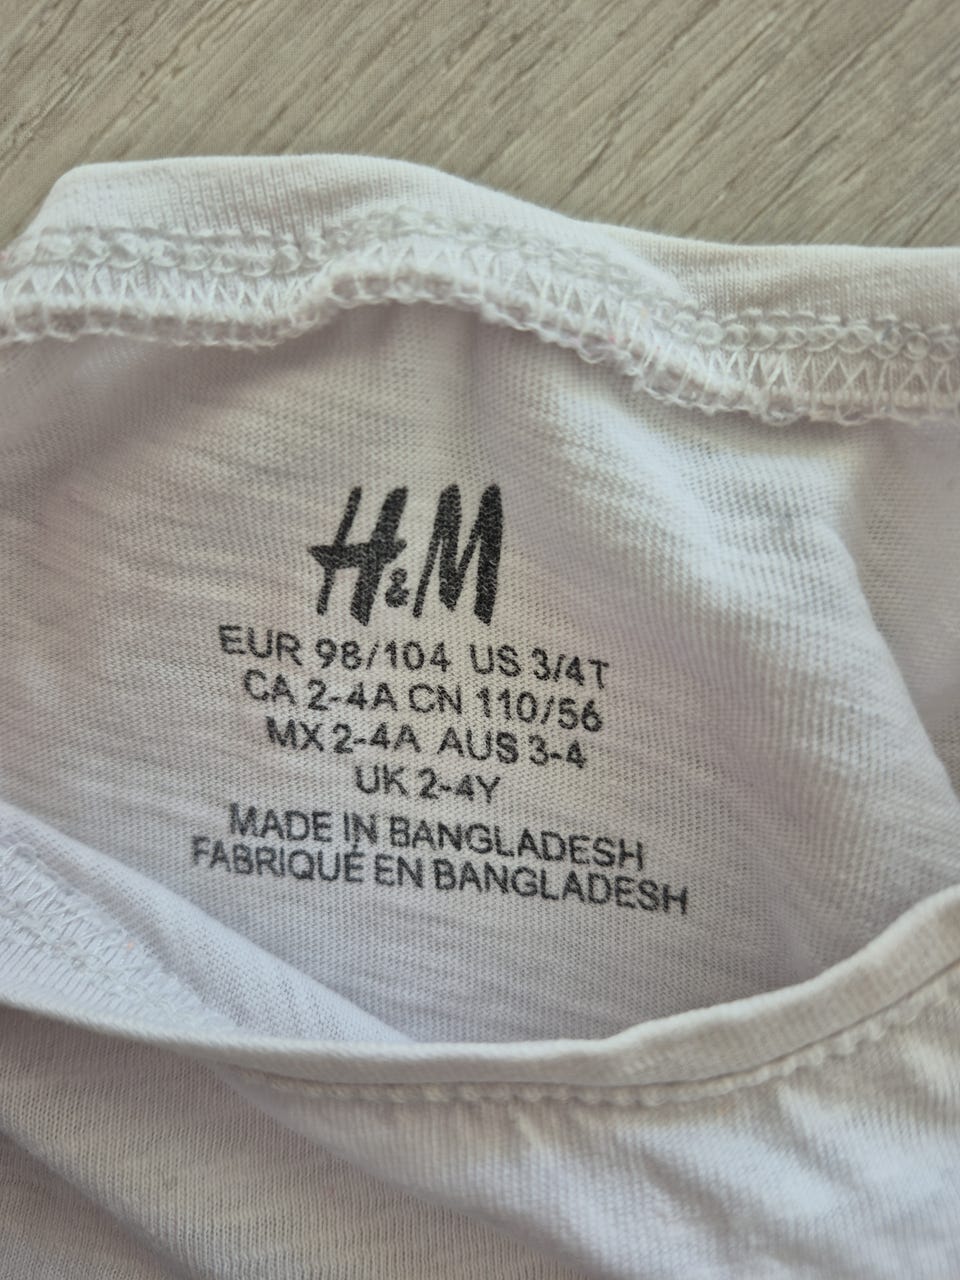 H&M
EUR 98/104 US 3/4T
CA 2-4A CN 110/56
MX 2-4A AUS 3-4
UK 2-4Y
MADE IN BANGLADESH
FABRIQUÉ EN BANGLADESH